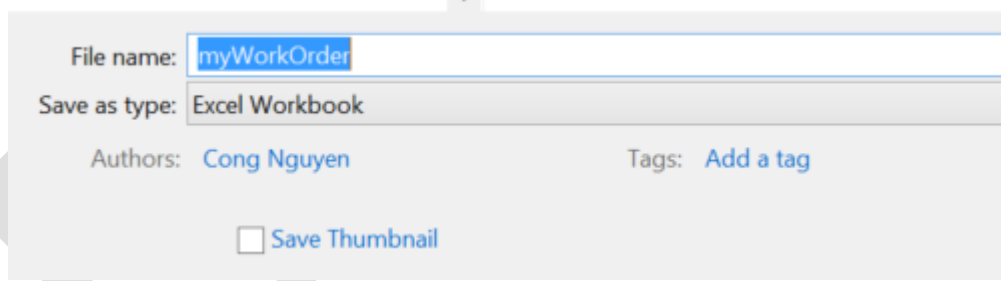 File name: myWorkOrder
Save as type: Excel Workbook
Authors: Cong Nguyen Tags: Add a tag
Save Thumbnail